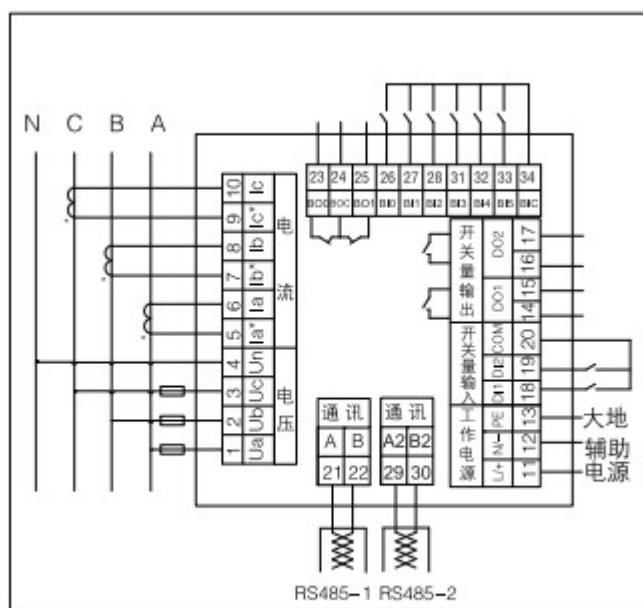 N C B A
23 24 25 26 27 28 31 32 33 34
BO0 BOC BO1 BI0 BI1 BI2 BI3 BI4 BI5 BIC
10 Ic
9 Ic*
8 Ib
7 Ib*
6 Ia
5 Ia*
电流
4 Un
3 Uc
2 Ub
1 Ua
电压
开关量输出
DO2 17
16
DO1 15
14
开关量输入
COM 20
DI2 19
DI1 18
工作电源
PE 13
N/- 12
L/+ 11
大地
辅助
电源
通讯 通讯
A B A2 B2
21 22 29 30
RS485-1 RS485-2